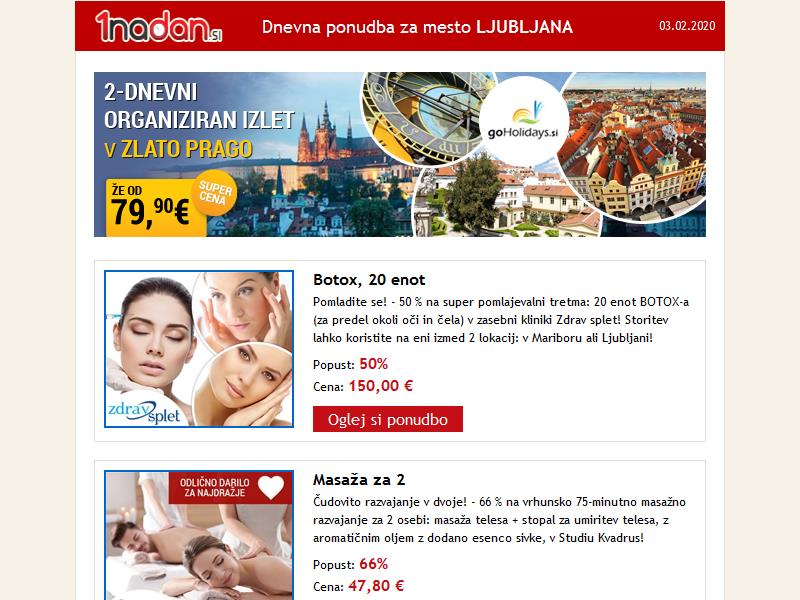 1nadan.si
Dnevna ponudba za mesto LJUBLJANA
03.02.2020
2-DNEVNI
ORGANIZIRAN IZLET
V ZLATO PRAGO
ŽE OD
79,90€
SUPER
CENA
goHolidays.si
Botox, 20 enot
Pomladite se! - 50 % na super pomlajevalni tretma: 20 enot BOTOX-a
(za predel okoli oči in čela) v zasebni kliniki Zdrav splet! Storitev
lahko koristite na eni izmed 2 lokacij: v Mariboru ali Ljubljani!
Popust: 50%
Cena: 150,00 €
Oglej si ponudbo
zdrav splet
ODLIČNO DARILO
ZA NAJDRAŽJE
Masaža za 2
Čudovito razvajanje v dvoje! - 66 % na vrhunsko 75-minutno masažno
razvajanje za 2 osebi: masaža telesa + stopal za umiritev telesa, z
aromatičnim oljem z dodano esenco sivke, v Studiu Kvadrus!
Popust: 66%
Cena: 47,80 €